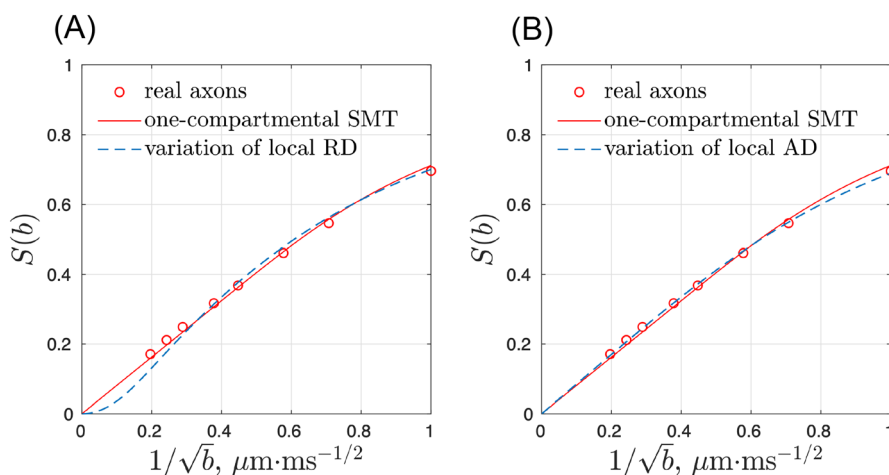 (A)
1
0.8
0.6
0.4
0.2
0
0 0.2 0.4 0.6 0.8 1
S(b)
1/√b, μm·ms⁻¹/²
real axons
one-compartmental SMT
variation of local RD
(B)
1
0.8
0.6
0.4
0.2
0
0 0.2 0.4 0.6 0.8 1
S(b)
1/√b, μm·ms⁻¹/²
real axons
one-compartmental SMT
variation of local AD